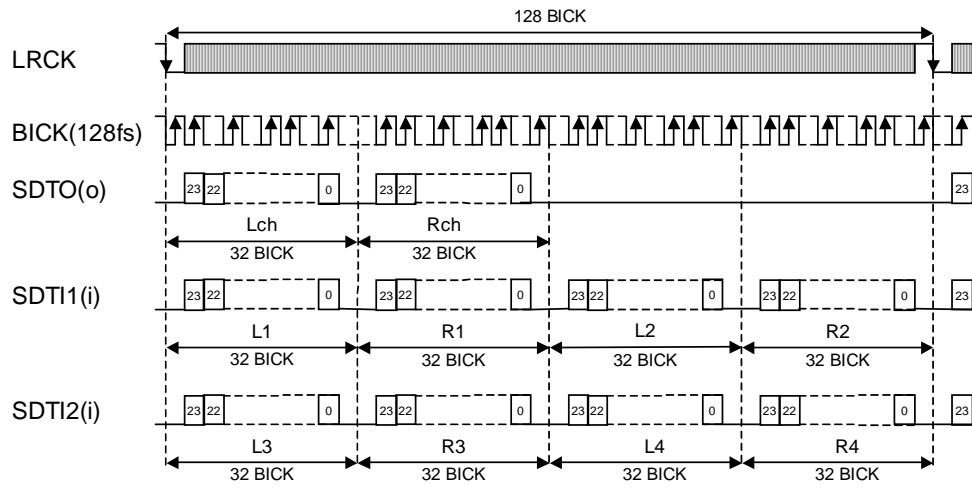 128 BICK
LRCK
BICK(128fs)
SDTO(o)
23 22 0 23 22 0 23
Lch Rch
32 BICK 32 BICK
SDTI1(i)
23 22 0 23 22 0 23 22 0 23 22 0 23
L1 R1 L2 R2
32 BICK 32 BICK 32 BICK 32 BICK
SDTI2(i)
23 22 0 23 22 0 23 22 0 23 22 0 23
L3 R3 L4 R4
32 BICK 32 BICK 32 BICK 32 BICK